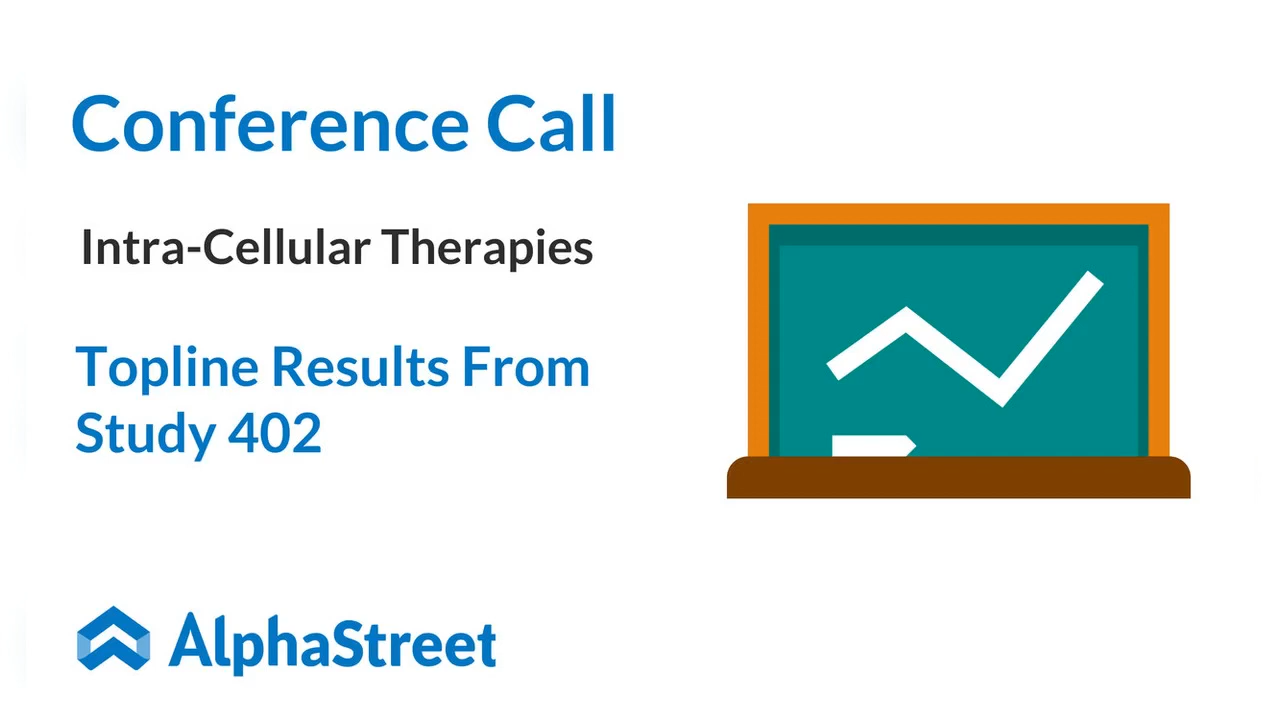 Conference Call
Intra-Cellular Therapies
Topline Results From
Study 402
AlphaStreet